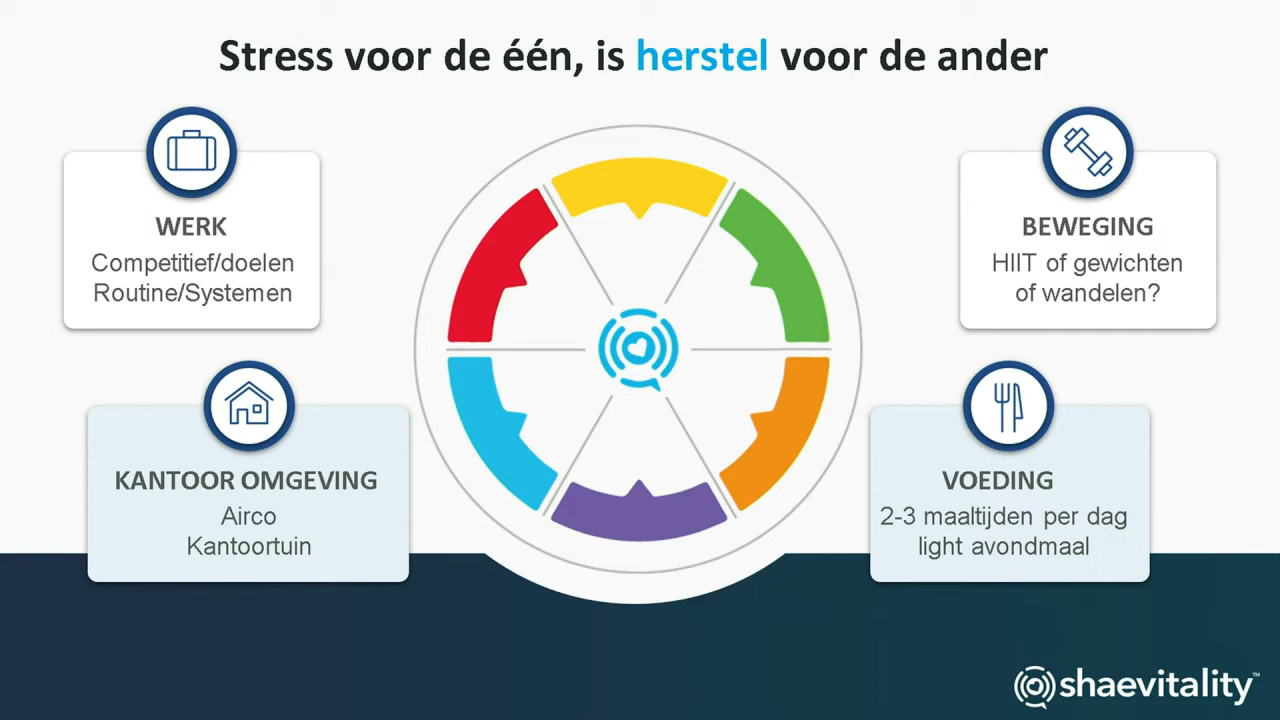 Stress voor de één, is herstel voor de ander
WERK
Competitief/doelen
Routine/Systemen
BEWEGING
HIIT of gewichten
of wandelen?
KANTOOR OMGEVING
Airco
Kantoortuin
VOEDING
2-3 maaltijden per dag
light avondmaal
shaevitality™